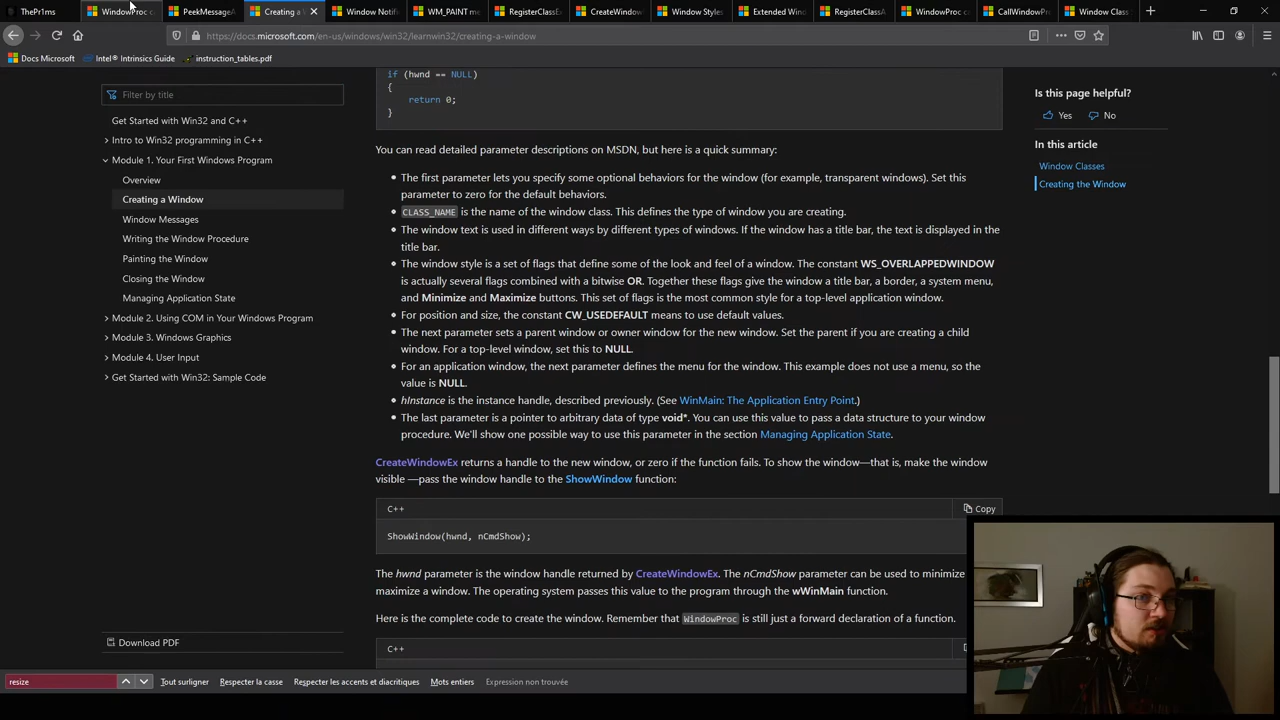 ThePr1ms
WindowProc c
PeekMessageA
Creating a W
Window Notif
WM_PAINT m
RegisterClassEx
CreateWindow
Window Styles
Extended Win
RegisterClassA
WindowProc c
CallWindowPr
Window Class
https://docs.microsoft.com/en-us/windows/win32/learnwin32/creating-a-window
Docs Microsoft
Intel® Intrinsics Guide
instruction_tables.pdf
Filter by title
Get Started with Win32 and C++
Intro to Win32 programming in C++
Module 1. Your First Windows Program
Overview
Creating a Window
Window Messages
Writing the Window Procedure
Painting the Window
Closing the Window
Managing Application State
Module 2. Using COM in Your Windows Program
Module 3. Windows Graphics
Module 4. User Input
Get Started with Win32: Sample Code
Download PDF
if (hwnd == NULL)
{
return 0;
}
You can read detailed parameter descriptions on MSDN, but here is a quick summary:
• The first parameter lets you specify some optional behaviors for the window (for example, transparent windows). Set this
parameter to zero for the default behaviors.
• CLASS_NAME is the name of the window class. This defines the type of window you are creating.
• The window text is used in different ways by different types of windows. If the window has a title bar, the text is displayed in the
title bar.
• The window style is a set of flags that define some of the look and feel of a window. The constant WS_OVERLAPPEDWINDOW
is actually several flags combined with a bitwise OR. Together these flags give the window a title bar, a border, a system menu,
and Minimize and Maximize buttons. This set of flags is the most common style for a top-level application window.
• For position and size, the constant CW_USEDEFAULT means to use default values.
• The next parameter sets a parent window or owner window for the new window. Set the parent if you are creating a child
window. For a top-level window, set this to NULL.
• For an application window, the next parameter defines the menu for the window. This example does not use a menu, so the
value is NULL.
• hInstance is the instance handle, described previously. (See WinMain: The Application Entry Point.)
• The last parameter is a pointer to arbitrary data of type void*. You can use this value to pass a data structure to your window
procedure. We'll show one possible way to use this parameter in the section Managing Application State.
CreateWindowEx returns a handle to the new window, or zero if the function fails. To show the window—that is, make the window
visible —pass the window handle to the ShowWindow function:
C++
Copy
ShowWindow(hwnd, nCmdShow);
The hwnd parameter is the window handle returned by CreateWindowEx. The nCmdShow parameter can be used to minimize
maximize a window. The operating system passes this value to the program through the wWinMain function.
Here is the complete code to create the window. Remember that WindowProc is still just a forward declaration of a function.
C++
Is this page helpful?
Yes
No
In this article
Window Classes
Creating the Window
resize
Tout surligner
Respecter la casse
Respecter les accents et diacritiques
Mots entiers
Expression non trouvée